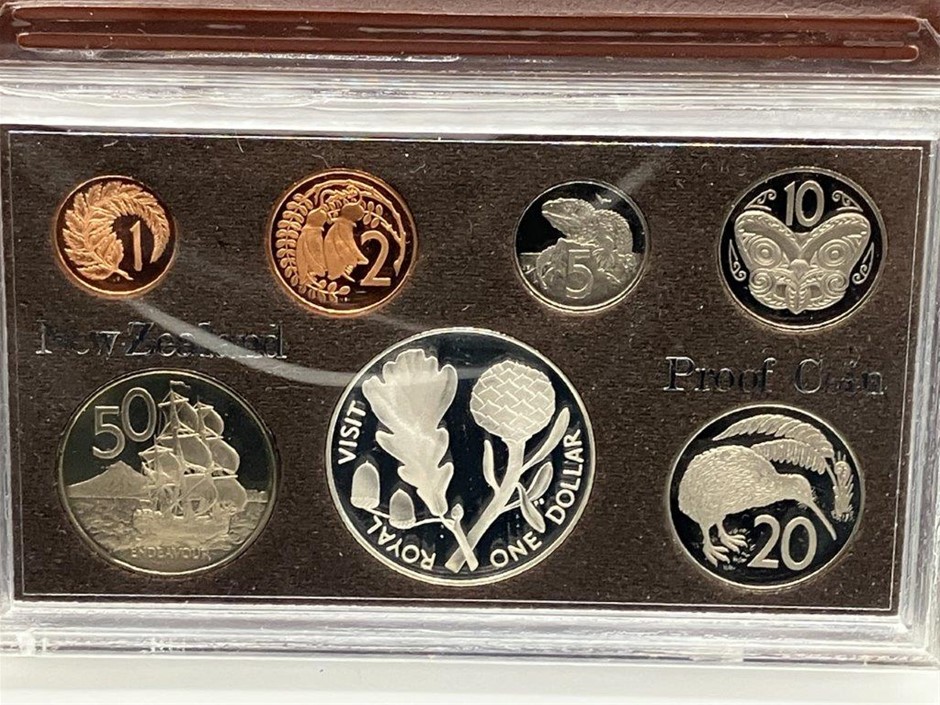 1
2
5
10
New Zealand
Proof Coin
50
ENDEAVOUR
ROYAL VISIT
ONE DOLLAR
20